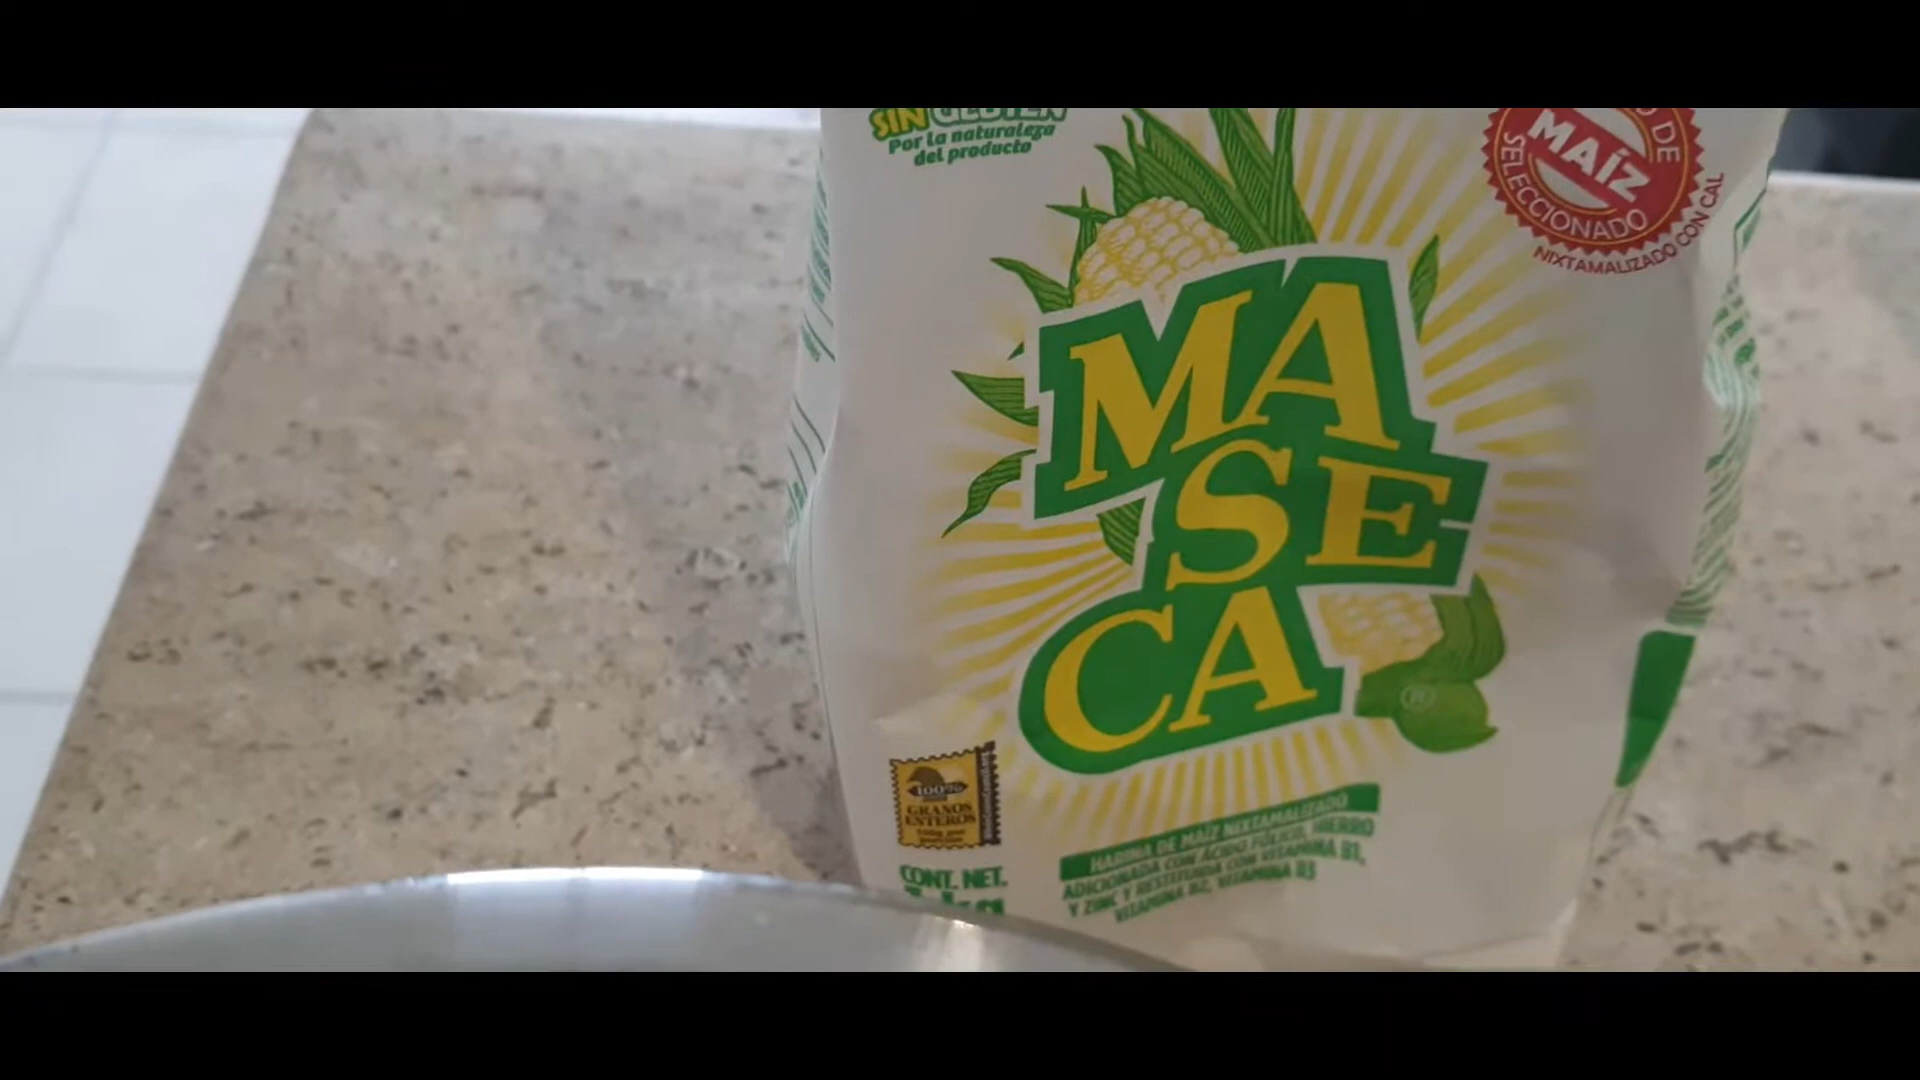 SIN GLUTEN
Por la naturaleza
del producto
DE
MAÍZ
SELECCIONADO
NIXTAMALIZADO CON CAL
MA
SE
CA
®
100%
GRANOS
ENTEROS
CONT. NET.
HARINA DE MAÍZ NIXTAMALIZADO
ADICIONADA CON ÁCIDO FÓLICO, HIERRO
Y ZINC Y RESTITUIDA CON VITAMINA B1,
VITAMINA B2, VITAMINA B3